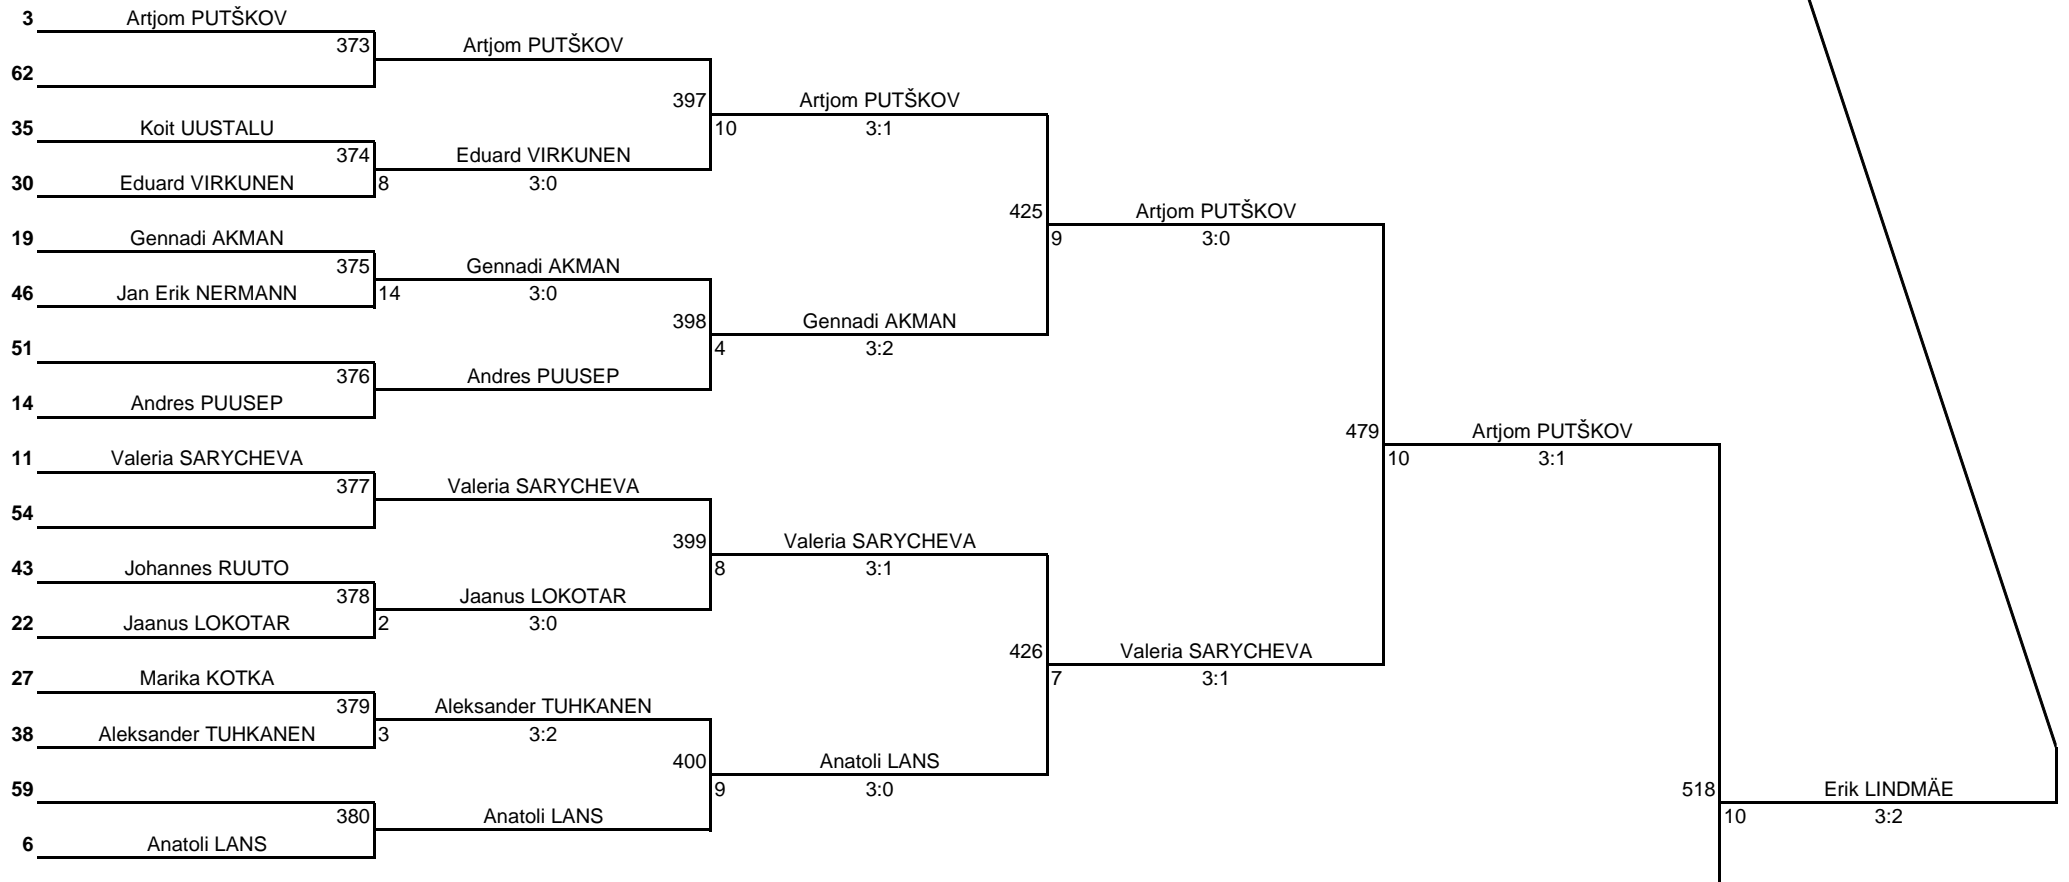 3 Artjom PUTŠKOV
373 Artjom PUTŠKOV
62
397 Artjom PUTŠKOV
35 Koit UUSTALU
10 3:1
374 Eduard VIRKUNEN
30 Eduard VIRKUNEN 8 3:0
425 Artjom PUTŠKOV
19 Gennadi AKMAN
9 3:0
375 Gennadi AKMAN
46 Jan Erik NERMANN 14 3:0
398 Gennadi AKMAN
51
4 3:2
376 Andres PUUSEP
14 Andres PUUSEP
479 Artjom PUTŠKOV
11 Valeria SARYCHEVA
10 3:1
377 Valeria SARYCHEVA
54
399 Valeria SARYCHEVA
43 Johannes RUUTO
8 3:1
378 Jaanus LOKOTAR
22 Jaanus LOKOTAR 2 3:0
426 Valeria SARYCHEVA
27 Marika KOTKA
7 3:1
379 Aleksander TUHKANEN
38 Aleksander TUHKANEN 3 3:2
400 Anatoli LANS
59
9 3:0
518 Erik LINDMÄE
380 Anatoli LANS
10 3:2
6 Anatoli LANS